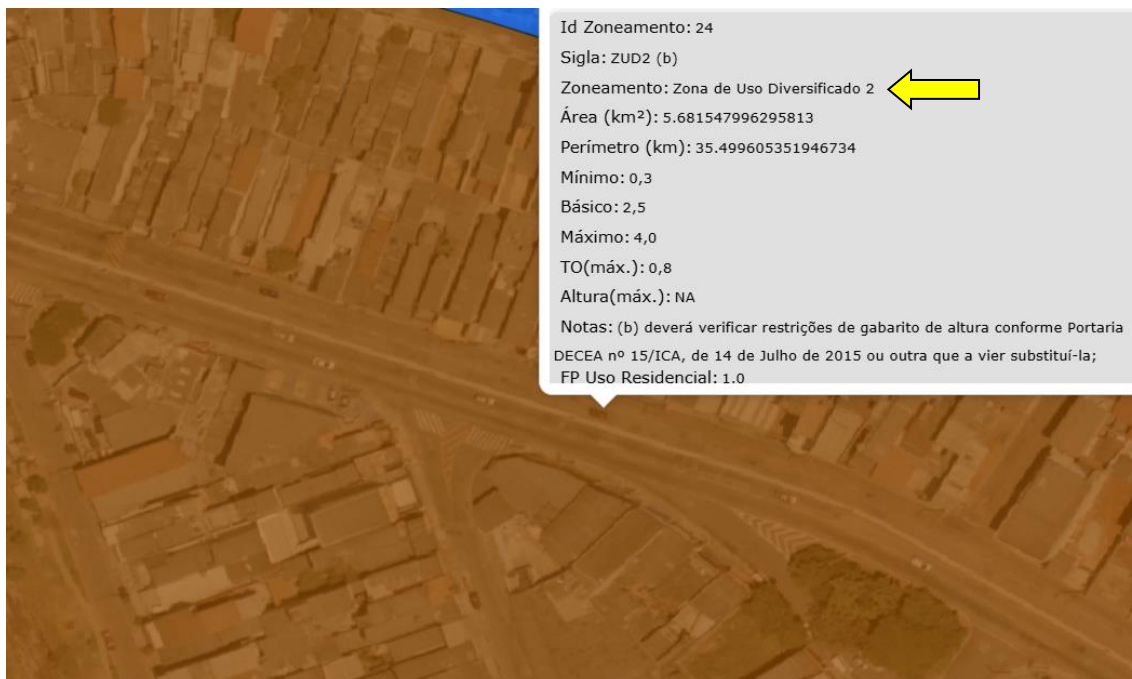 Id Zoneamento: 24
Sigla: ZUD2 (b)
Zoneamento: Zona de Uso Diversificado 2
Área (km²): 5.681547996295813
Perímetro (km): 35.499605351946734
Mínimo: 0,3
Básico: 2,5
Máximo: 4,0
TO(máx.): 0,8
Altura(máx.): NA
Notas: (b) deverá verificar restrições de gabarito de altura conforme Portaria
DECEA nº 15/ICA, de 14 de Julho de 2015 ou outra que a vier substituí-la;
FP Uso Residencial: 1.0